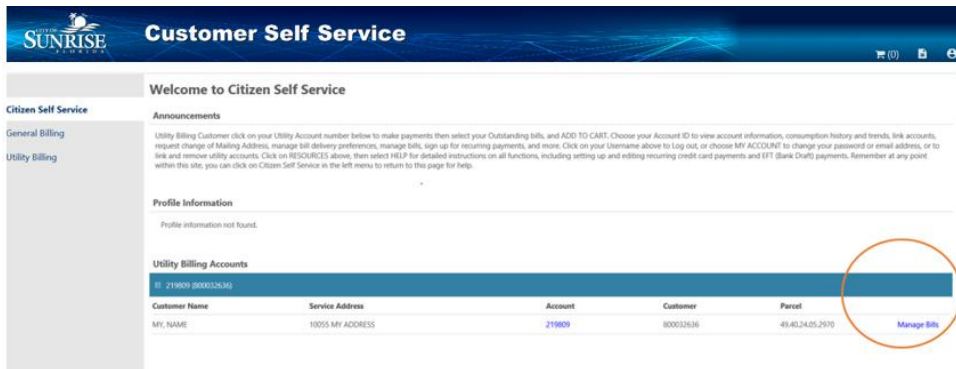 CITY OF
SUNRISE
FLORIDA
Customer Self Service
(0)
Citizen Self Service
General Billing
Utility Billing
Welcome to Citizen Self Service
Announcements
Utility Billing Customer click on your Utility Account number below to make payments then select your Outstanding bills, and ADD TO CART. Choose your Account ID to view account information, consumption history and trends, link accounts,
request change of Mailing Address, manage bill delivery preferences, manage bills, sign up for recurring payments, and more. Click on your Username above to Log out, or choose MY ACCOUNT to change your password or email address, or to
link and remove utility accounts. Click on RESOURCES above, then select HELP for detailed instructions on all functions, including setting up and editing recurring credit card payments and EFT (Bank Draft) payments. Remember at any point
within this site, you can click on Citizen Self Service in the left menu to return to this page for help.
Profile Information
Profile information not found.
Utility Billing Accounts
219809 (800032636)
Customer Name Service Address Account Customer Parcel
MY, NAME 10055 MY ADDRESS 219809 800032636 49.40.24.05.2970 Manage Bills